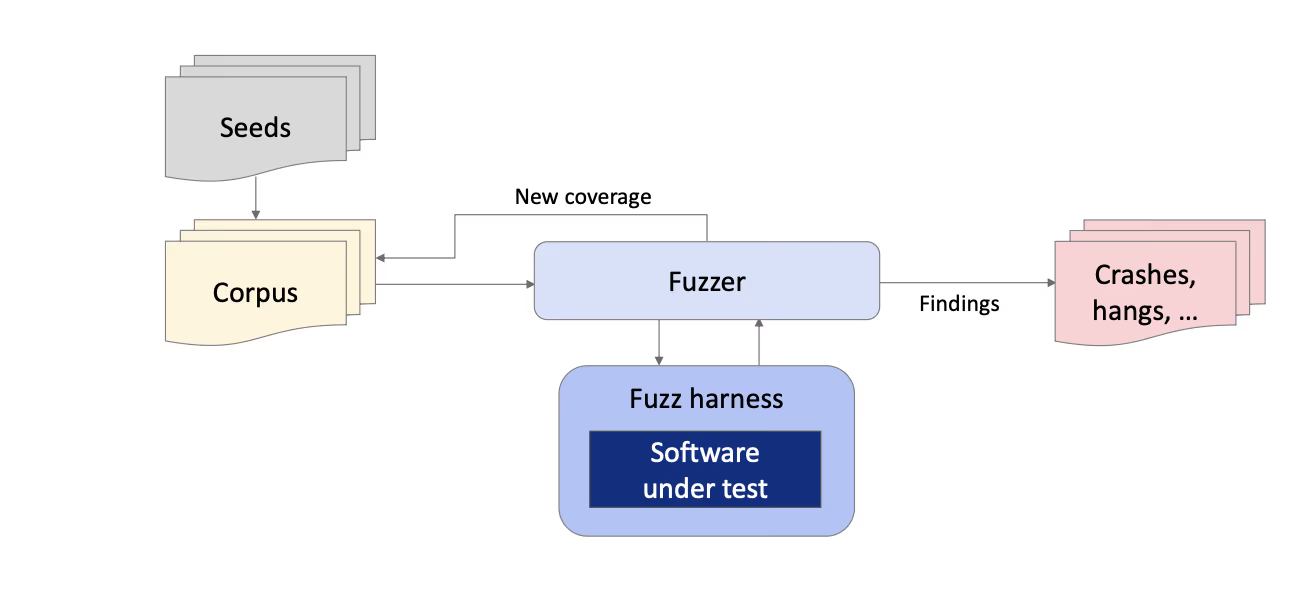 Seeds
New coverage
Corpus
Fuzzer
Findings
Crashes,
hangs, ...
Fuzz harness
Software
under test